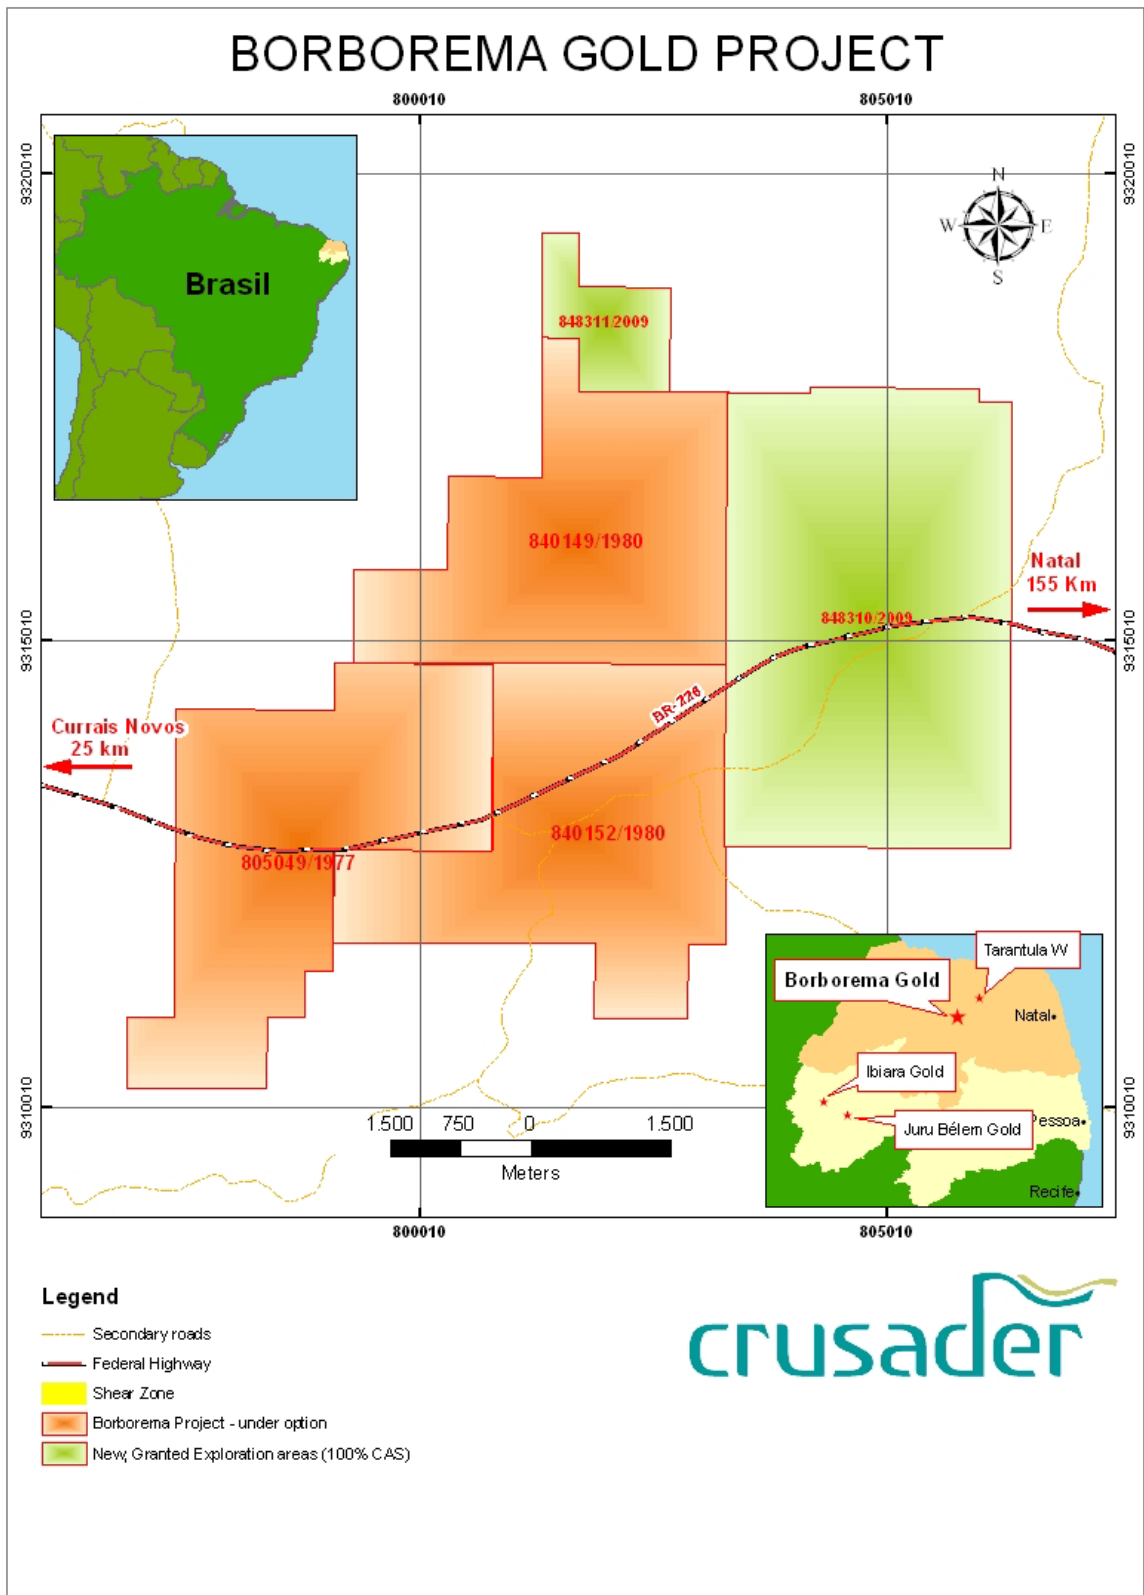 BORBOREMA GOLD PROJECT
800010
805010
9320010
9320010
N
W
E
S
Brasil
848311/2009
840149/1980
Natal
155 Km
848310/2009
9315010
9315010
BR-226
Currais Novos
25 km
840152/1980
805049/1977
Tarantula W
Borborema Gold
Natal
Ibiara Gold
Juru Bélem Gold
Pessoa
Recife
9310010
9310010
1.500 750 0 1.500
Meters
800010
805010
Legend
Secondary roads
Federal Highway
Shear Zone
Borborema Project - under option
New, Granted Exploration areas (100% CAS)
crusader